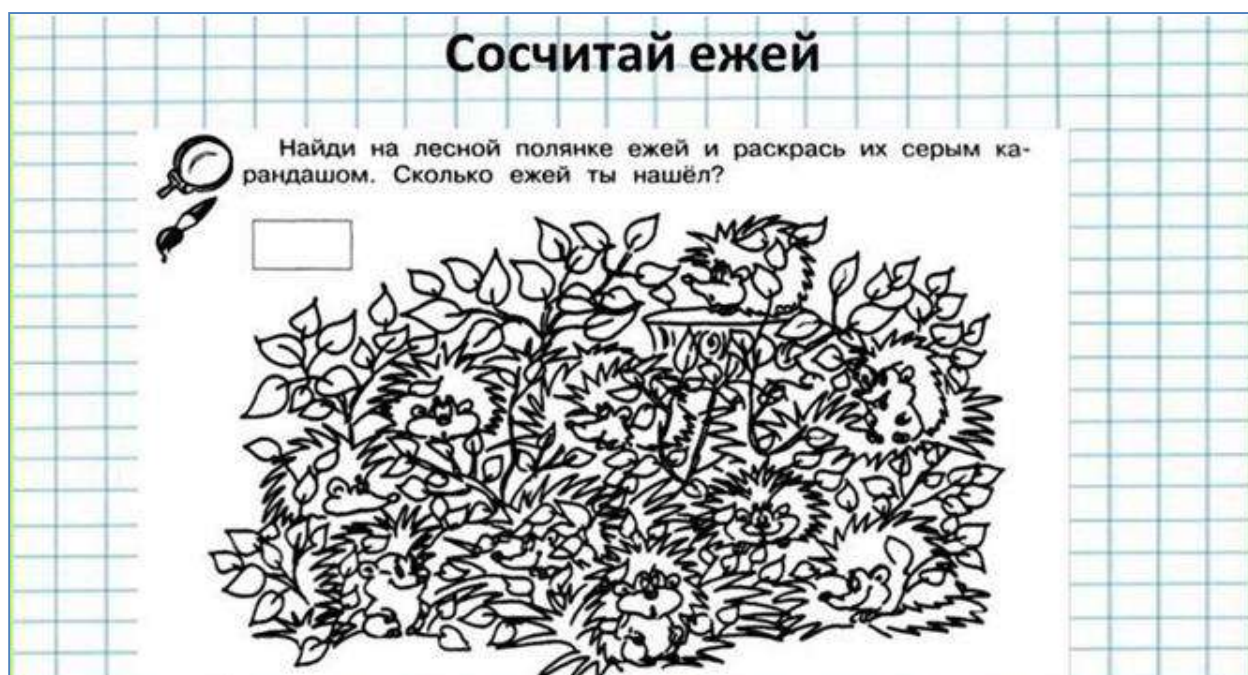 Сосчитай ежей
Найди на лесной полянке ежей и раскрась их серым ка-
рандашом. Сколько ежей ты нашёл?